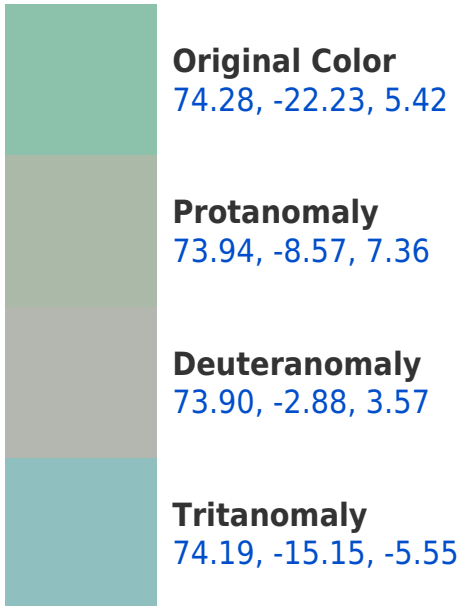 Original Color
74.28, -22.23, 5.42
Protanomaly
73.94, -8.57, 7.36
Deuteranomaly
73.90, -2.88, 3.57
Tritanomaly
74.19, -15.15, -5.55